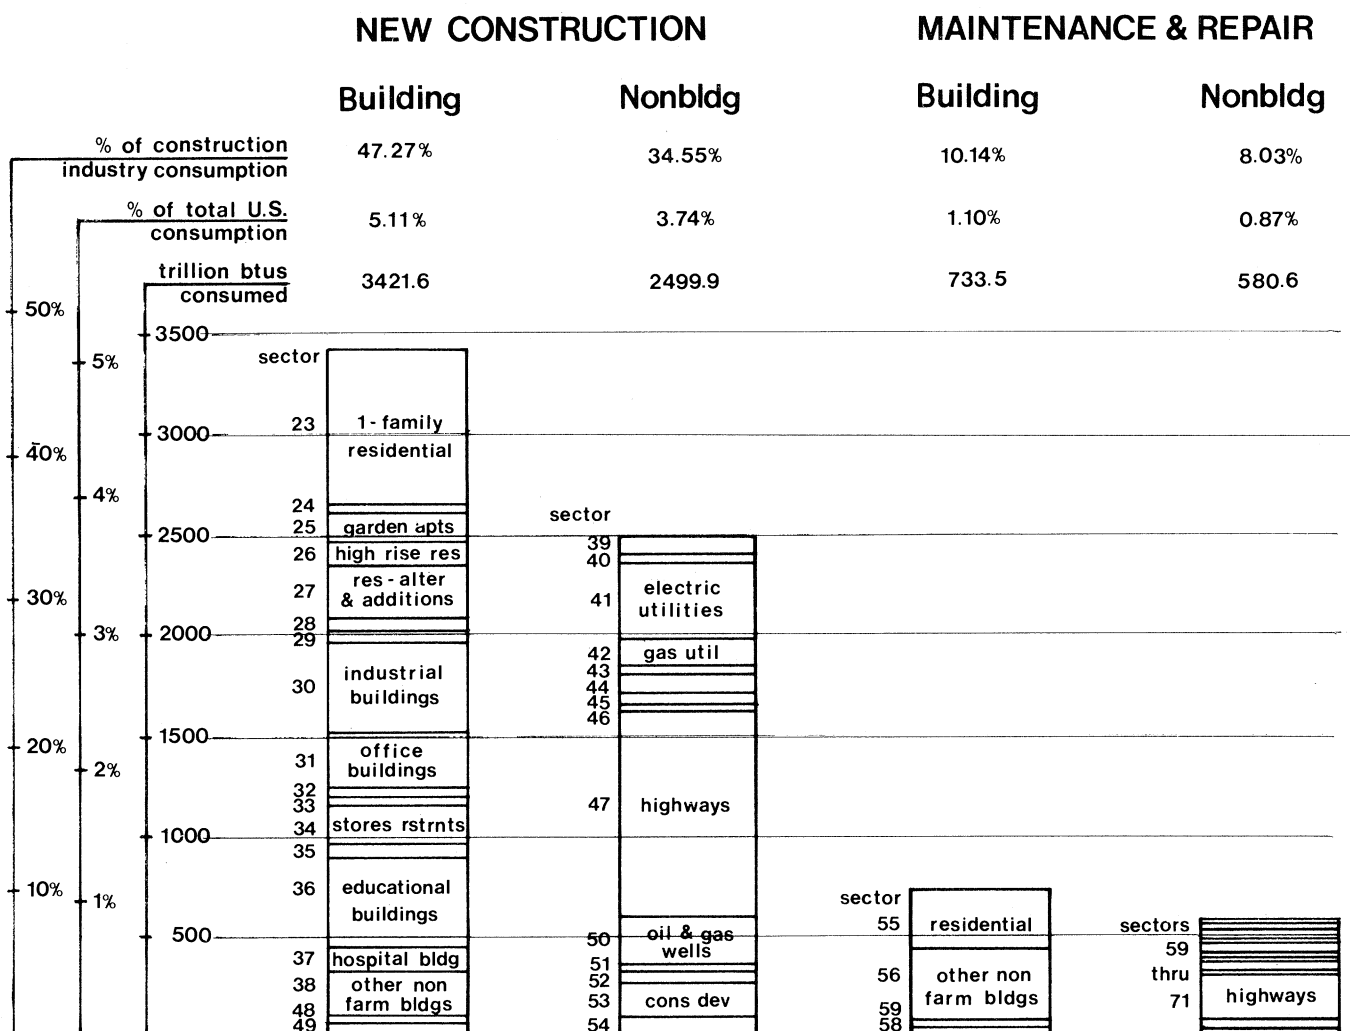 NEW CONSTRUCTION MAINTENANCE & REPAIR
Building Nonbldg Building Nonbldg
% of construction
industry consumption
47.27% 34.55% 10.14% 8.03%
% of total U.S.
consumption
5.11% 3.74% 1.10% 0.87%
trillion btus
consumed
3421.6 2499.9 733.5 580.6
50%
40%
30%
20%
10%
5%
4%
3%
2%
1%
3500
3000
2500
2000
1500
1000
500
sector
23 1-family
residential
24
25 garden apts
26 high rise res
27 res-alter
& additions
28
29
30 industrial
buildings
31 office
buildings
32
33
34 stores rstrnts
35
36 educational
buildings
37 hospital bldg
38 other non
farm bldgs
48
49
sector
39
40
41 electric
utilities
42 gas util
43
44
45
46
47 highways
50 oil & gas
wells
51
52
53 cons dev
54
sector
55 residential
56 other non
farm bldgs
59
58
sectors
59
thru
71 highways